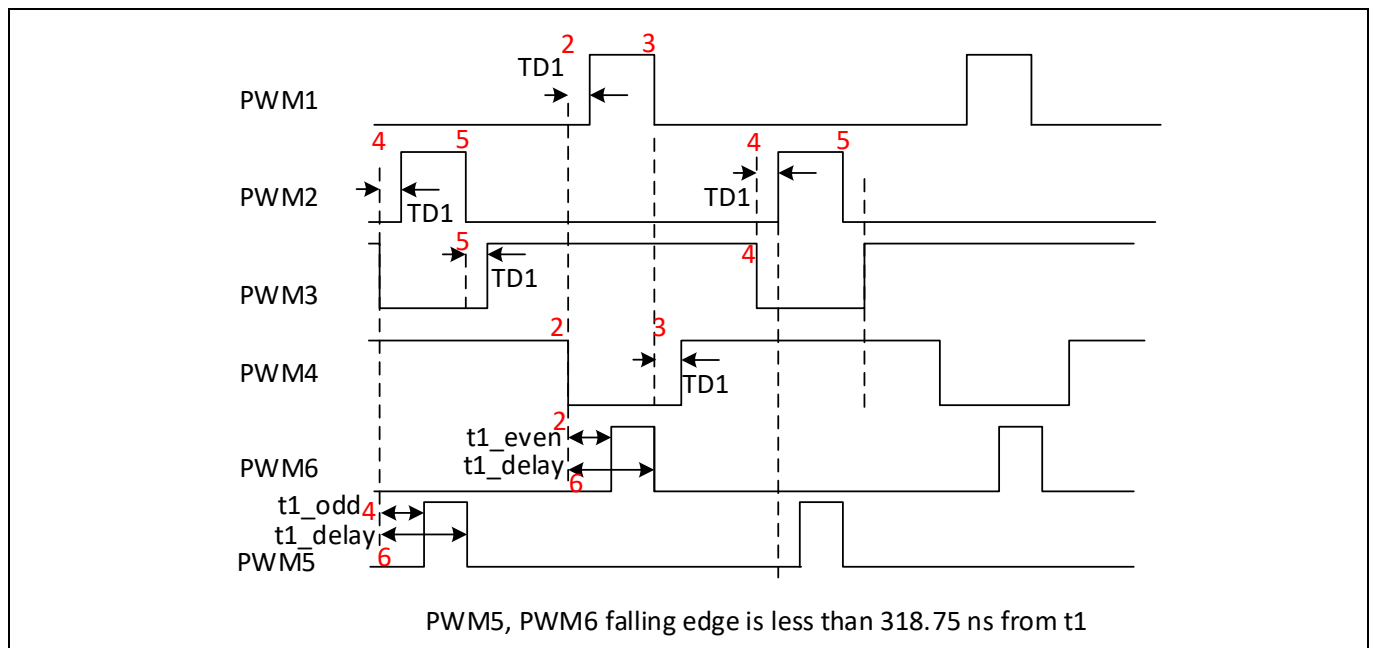 2 3
TD1
PWM1
4 5 4 5
PWM2 TD1 TD1
5 4
TD1
PWM3
2 3
PWM4 TD1
2
t1_even
t1_delay
PWM6 6
t1_odd 4
t1_delay
PWM5 6
PWM5, PWM6 falling edge is less than 318.75 ns from t1